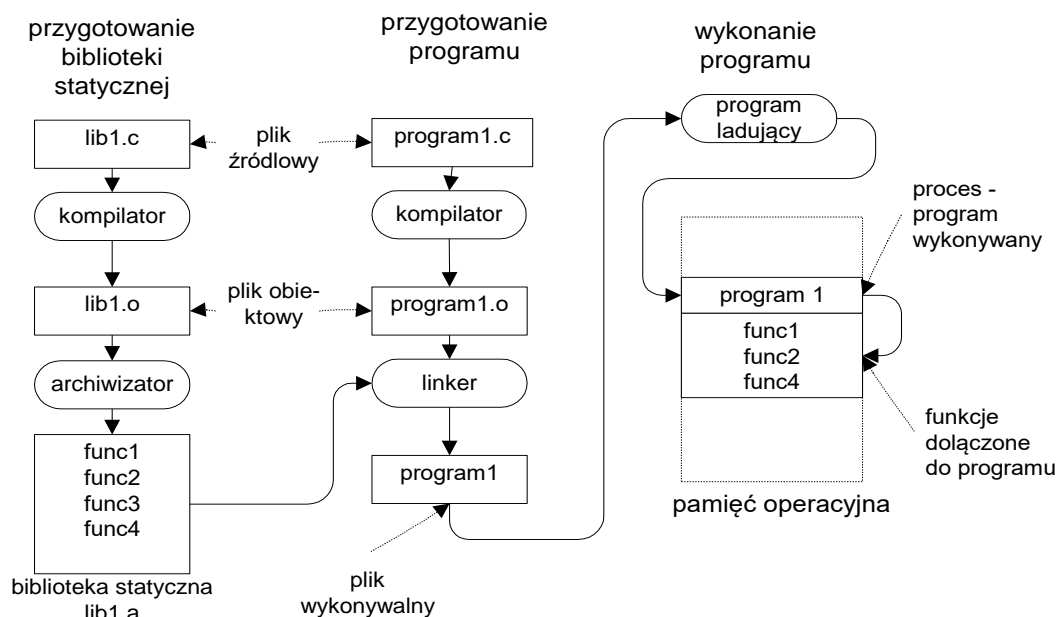 przygotowanie
biblioteki
statycznej
lib1.c
kompilator
lib1.o
archiwizator
func1
func2
func3
func4
biblioteka statyczna
lib1.a
plik
źródlowy
plik obie-
ktowy
przygotowanie
programu
program1.c
kompilator
program1.o
linker
program1
plik
wykonywalny
wykonanie
programu
program
ladujący
proces -
program
wykonywany
program 1
func1
func2
func4
funkcje
dolączone
do programu
pamięć operacyjna